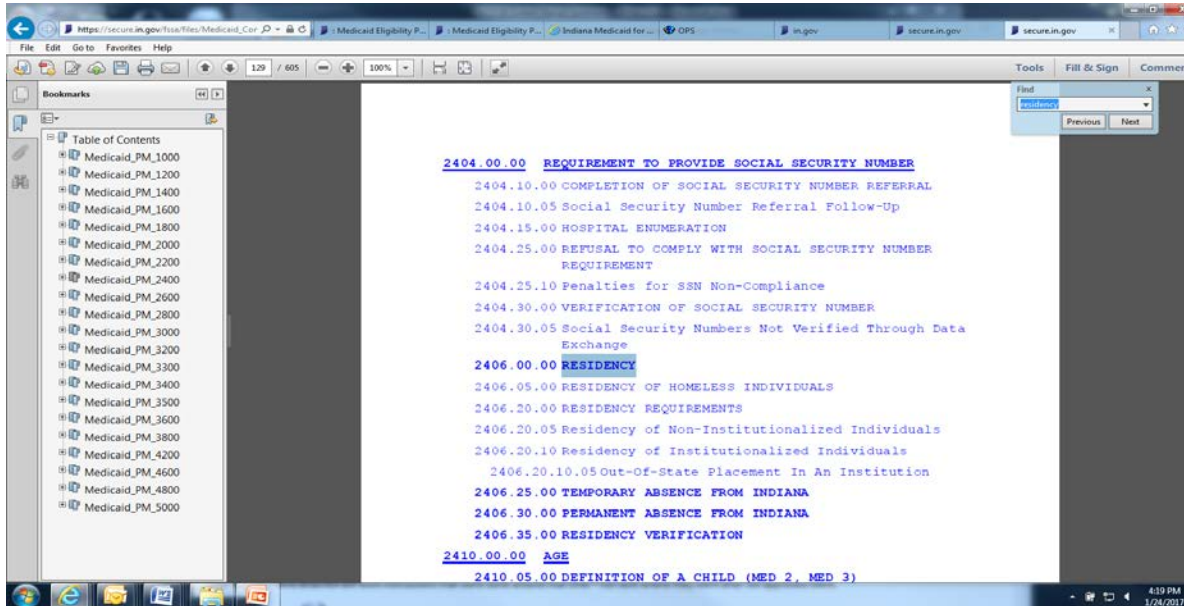 https://secure.in.gov/fssa/files/Medicaid_Cor
: Medicaid Eligibility P...
: Medicaid Eligibility P...
Indiana Medicaid for ...
OPS
in.gov
secure.in.gov
secure.in.gov
File Edit Go to Favorites Help
129 / 605
100%
Tools Fill & Sign Commen
Bookmarks
Find
residency
Previous Next
Table of Contents
Medicaid_PM_1000
Medicaid_PM_1200
Medicaid_PM_1400
Medicaid_PM_1600
Medicaid_PM_1800
Medicaid_PM_2000
Medicaid_PM_2200
Medicaid_PM_2400
Medicaid_PM_2600
Medicaid_PM_2800
Medicaid_PM_3000
Medicaid_PM_3200
Medicaid_PM_3300
Medicaid_PM_3400
Medicaid_PM_3500
Medicaid_PM_3600
Medicaid_PM_3800
Medicaid_PM_4200
Medicaid_PM_4600
Medicaid_PM_4800
Medicaid_PM_5000
2404.00.00 REQUIREMENT TO PROVIDE SOCIAL SECURITY NUMBER
2404.10.00 COMPLETION OF SOCIAL SECURITY NUMBER REFERRAL
2404.10.05 Social Security Number Referral Follow-Up
2404.15.00 HOSPITAL ENUMERATION
2404.25.00 REFUSAL TO COMPLY WITH SOCIAL SECURITY NUMBER
REQUIREMENT
2404.25.10 Penalties for SSN Non-Compliance
2404.30.00 VERIFICATION OF SOCIAL SECURITY NUMBER
2404.30.05 Social Security Numbers Not Verified Through Data
Exchange
2406.00.00 RESIDENCY
2406.05.00 RESIDENCY OF HOMELESS INDIVIDUALS
2406.20.00 RESIDENCY REQUIREMENTS
2406.20.05 Residency of Non-Institutionalized Individuals
2406.20.10 Residency of Institutionalized Individuals
2406.20.10.05 Out-Of-State Placement In An Institution
2406.25.00 TEMPORARY ABSENCE FROM INDIANA
2406.30.00 PERMANENT ABSENCE FROM INDIANA
2406.35.00 RESIDENCY VERIFICATION
2410.00.00 AGE
2410.05.00 DEFINITION OF A CHILD (MED 2, MED 3)
4:19 PM
1/24/2017